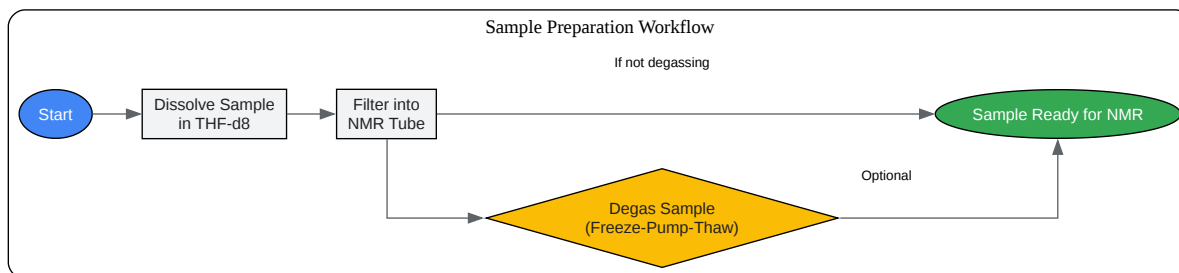 Sample Preparation Workflow
If not degassing
Start
Dissolve Sample
in THF-d8
Filter into
NMR Tube
Sample Ready for NMR
Optional
Degas Sample
(Freeze-Pump-Thaw)